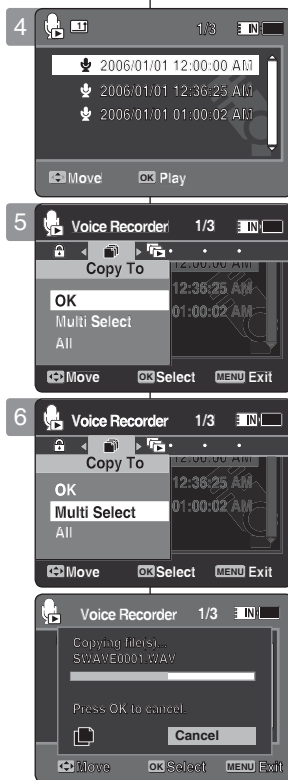 4
1/3 IN
2006/01/01 12:00:00 AM
2006/01/01 12:36:25 AM
2006/01/01 01:00:02 AM
Move OK Play
5
Voice Recorder 1/3 IN
Copy To
12:00:00 AM
OK
12:36:25 AM
Multi Select
01:00:02 AM
All
Move OK Select MENU Exit
6
Voice Recorder 1/3 IN
Copy To
12:00:00 AM
OK
12:36:25 AM
Multi Select
01:00:02 AM
All
Move OK Select MENU Exit
Voice Recorder 1/3 IN
Copying file(s)...
SWAVE0001.WAV
Press OK to cancel.
Cancel
Move OK Select MENU Exit